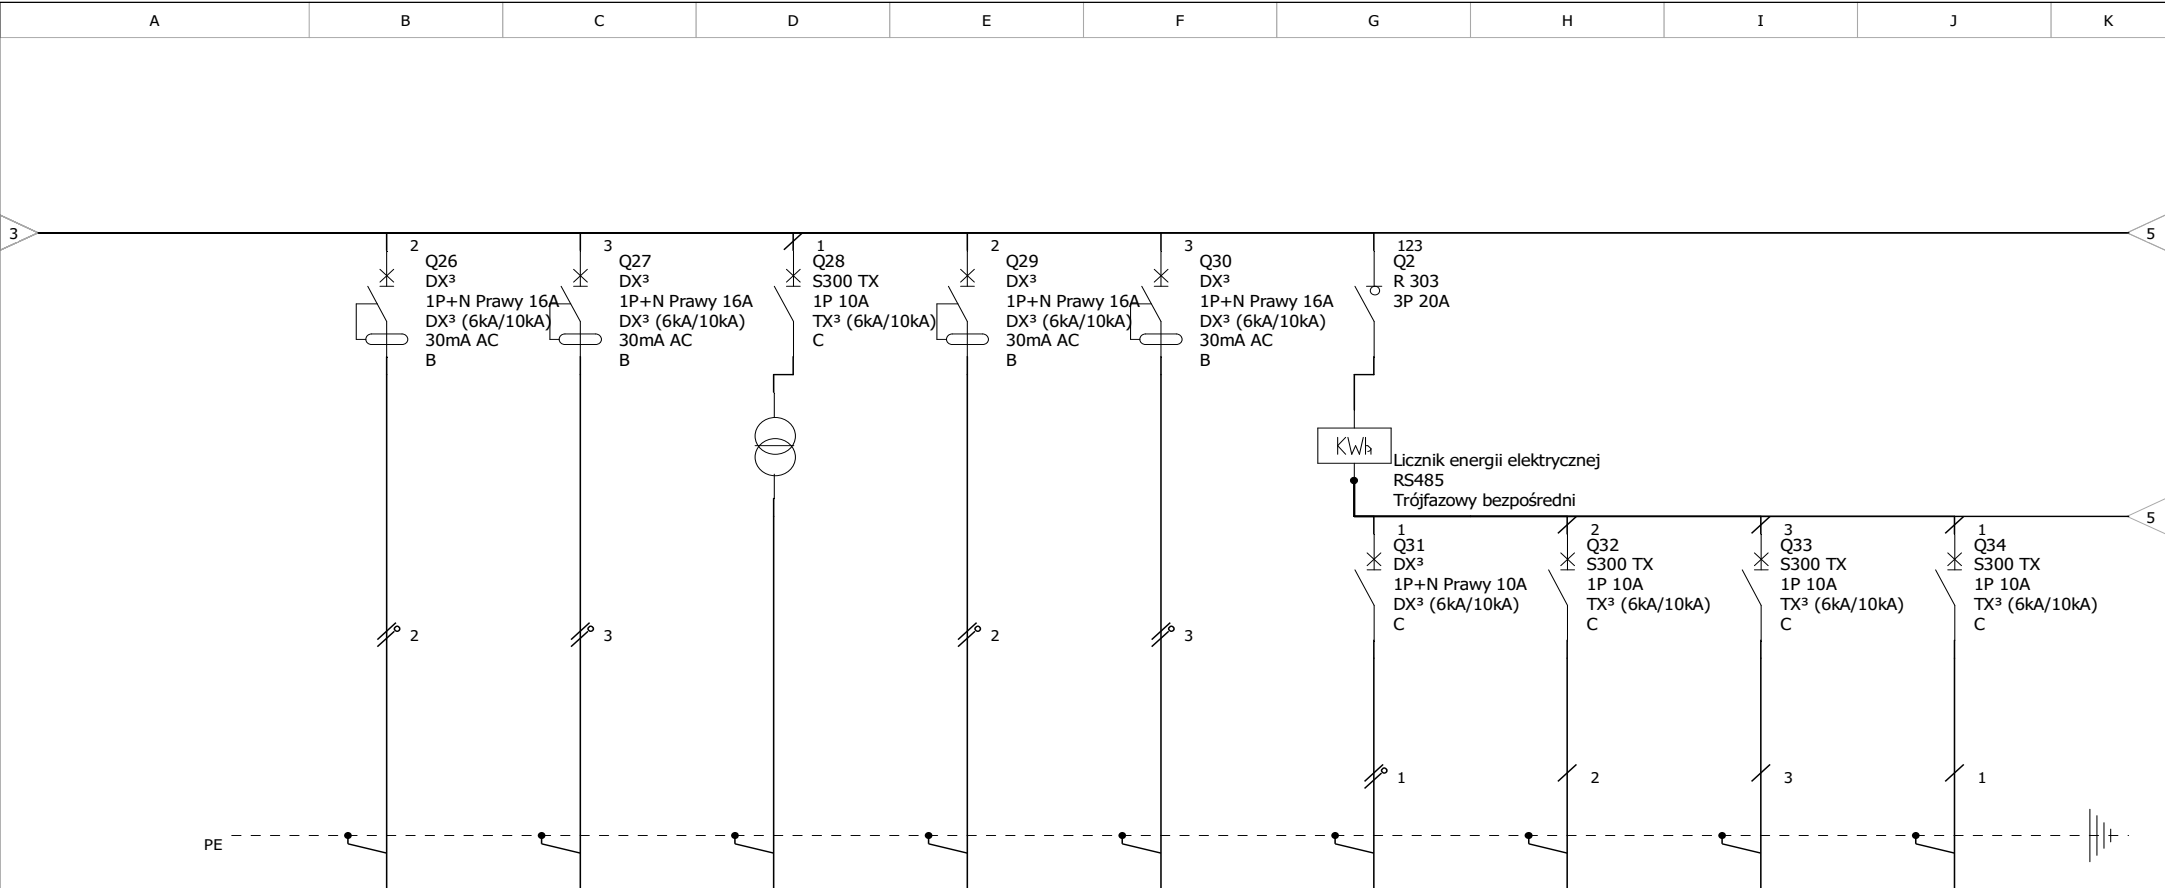 A B C D E F G H I J K
3
5
2
Q26
DX³
1P+N Prawy 16A
DX³ (6kA/10kA)
30mA AC
B
3
Q27
DX³
1P+N Prawy 16A
DX³ (6kA/10kA)
30mA AC
B
1
Q28
S300 TX
1P 10A
TX³ (6kA/10kA)
C
2
Q29
DX³
1P+N Prawy 16A
DX³ (6kA/10kA)
30mA AC
B
3
Q30
DX³
1P+N Prawy 16A
DX³ (6kA/10kA)
30mA AC
B
123
Q2
R 303
3P 20A
KWh
Licznik energii elektrycznej
RS485
Trójfazowy bezpośredni
5
1
Q31
DX³
1P+N Prawy 10A
DX³ (6kA/10kA)
C
2
Q32
S300 TX
1P 10A
TX³ (6kA/10kA)
C
3
Q33
S300 TX
1P 10A
TX³ (6kA/10kA)
C
1
Q34
S300 TX
1P 10A
TX³ (6kA/10kA)
C
2
3
2
3
1
2
3
1
PE